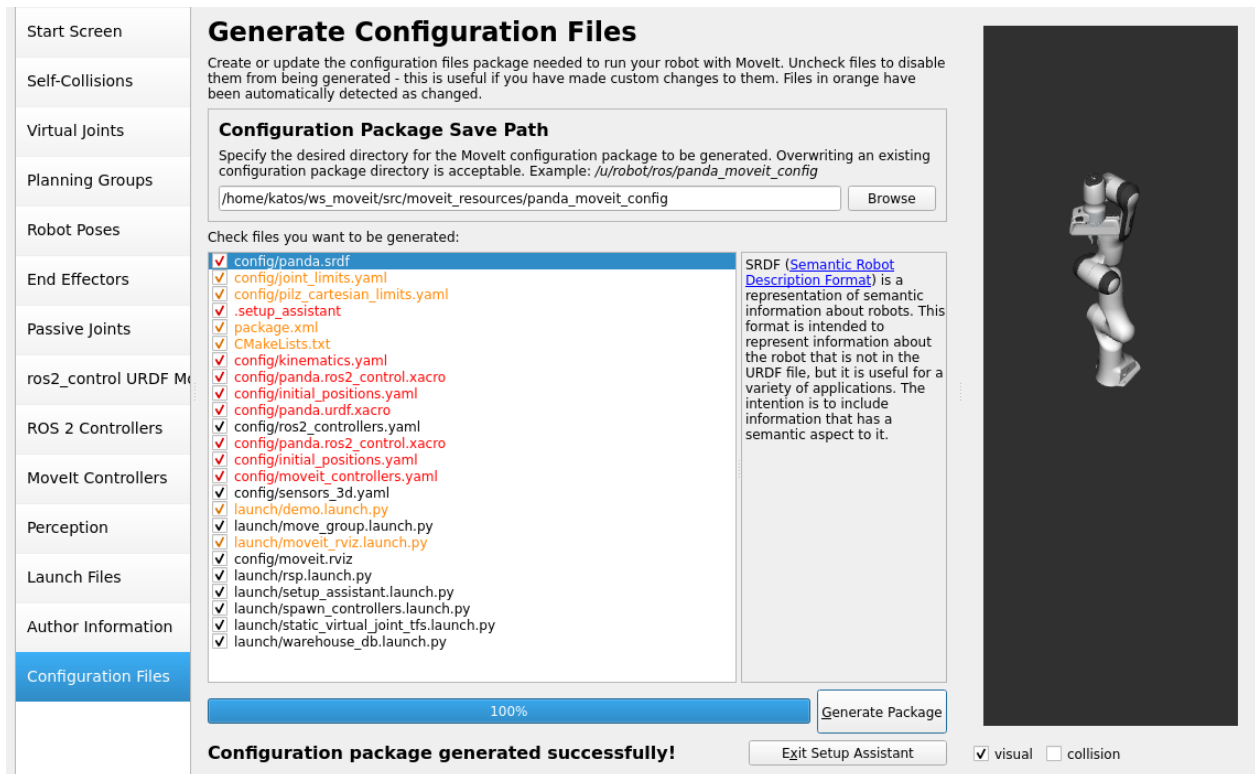 Start Screen
Self-Collisions
Virtual Joints
Planning Groups
Robot Poses
End Effectors
Passive Joints
ros2_control URDF Mo
ROS 2 Controllers
MoveIt Controllers
Perception
Launch Files
Author Information
Configuration Files
Generate Configuration Files
Create or update the configuration files package needed to run your robot with MoveIt. Uncheck files to disable
them from being generated - this is useful if you have made custom changes to them. Files in orange have
been automatically detected as changed.
Configuration Package Save Path
Specify the desired directory for the MoveIt configuration package to be generated. Overwriting an existing
configuration package directory is acceptable. Example: /u/robot/ros/panda_moveit_config
/home/katos/ws_moveit/src/moveit_resources/panda_moveit_config
Browse
Check files you want to be generated:
config/panda.srdf
config/joint_limits.yaml
config/pilz_cartesian_limits.yaml
.setup_assistant
package.xml
CMakeLists.txt
config/kinematics.yaml
config/panda.ros2_control.xacro
config/initial_positions.yaml
config/panda.urdf.xacro
config/ros2_controllers.yaml
config/panda.ros2_control.xacro
config/initial_positions.yaml
config/moveit_controllers.yaml
config/sensors_3d.yaml
launch/demo.launch.py
launch/move_group.launch.py
launch/moveit_rviz.launch.py
config/moveit.rviz
launch/rsp.launch.py
launch/setup_assistant.launch.py
launch/spawn_controllers.launch.py
launch/static_virtual_joint_tfs.launch.py
launch/warehouse_db.launch.py
SRDF (Semantic Robot
Description Format) is a
representation of semantic
information about robots. This
format is intended to
represent information about
the robot that is not in the
URDF file, but it is useful for a
variety of applications. The
intention is to include
information that has a
semantic aspect to it.
100%
Generate Package
Configuration package generated successfully!
Exit Setup Assistant
visual
collision